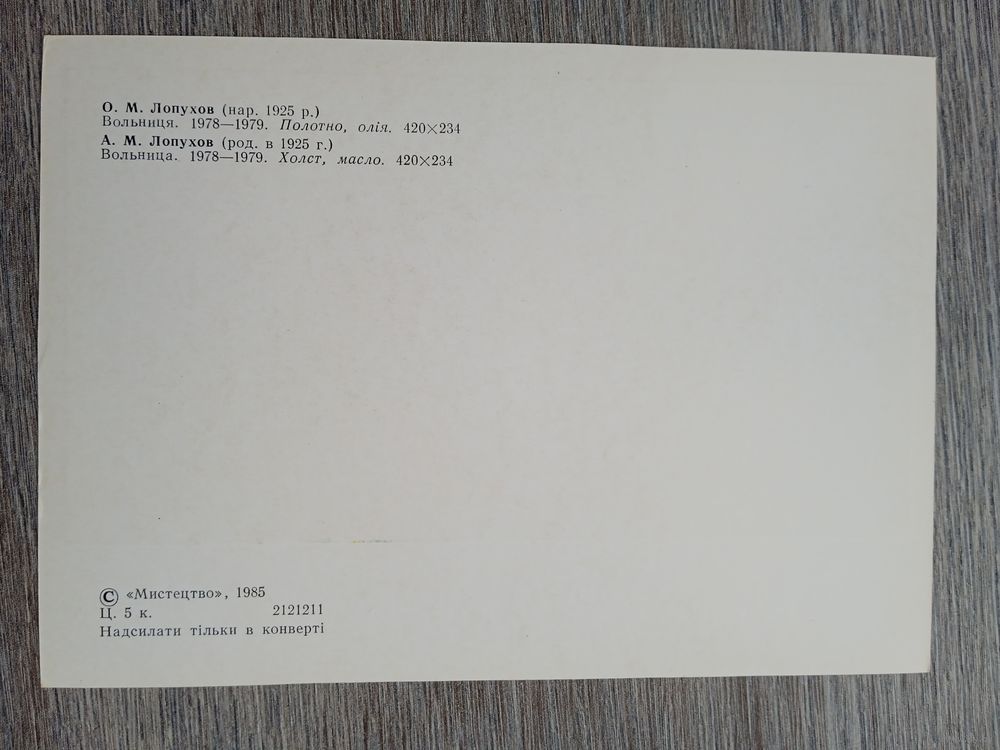 О. М. Лопухов (нар. 1925 р.)
Вольниця. 1978—1979. Полотно, олія. 420×234
А. М. Лопухов (род. в 1925 г.)
Вольница. 1978—1979. Холст, масло. 420×234
© «Мистецтво», 1985
Ц. 5 к. 2121211
Надсилати тільки в конверті